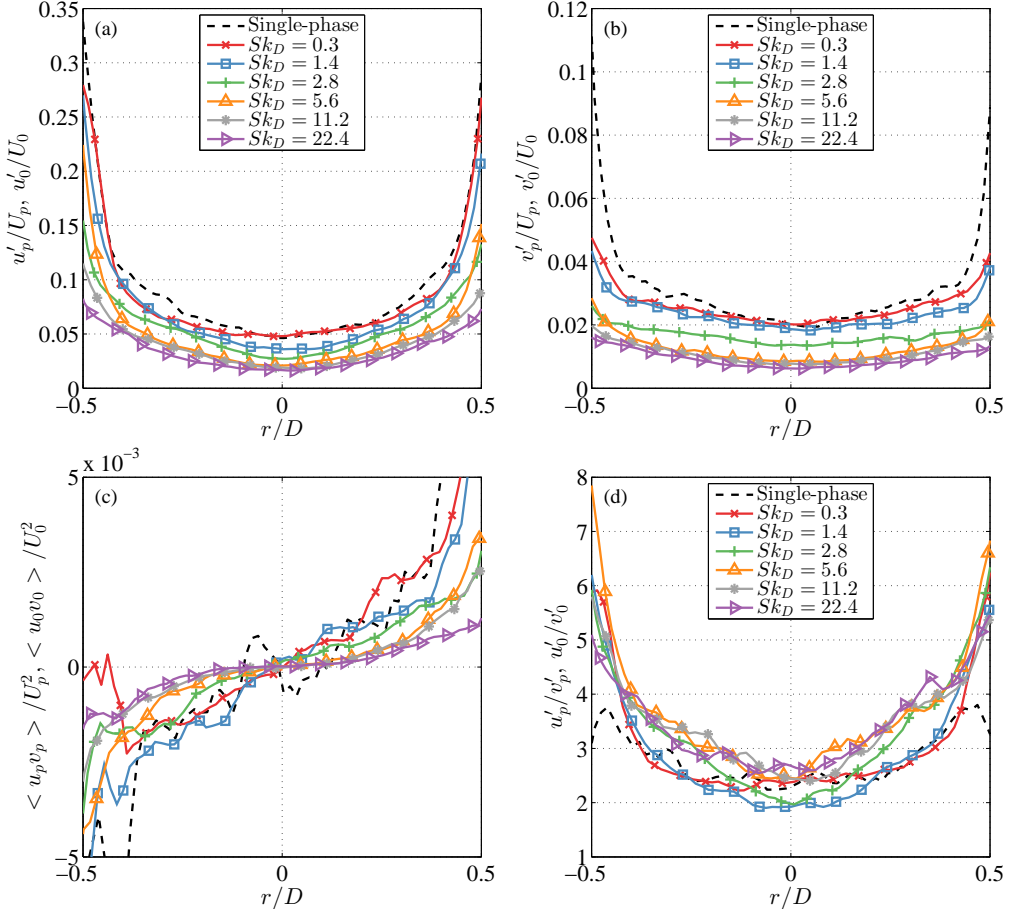 (a)
Single-phase
Sk_D = 0.3
Sk_D = 1.4
Sk_D = 2.8
Sk_D = 5.6
Sk_D = 11.2
Sk_D = 22.4
0.35
0.3
0.25
0.2
0.15
0.1
0.05
0
−0.5
0
0.5
u′_p/U_p, u′_0/U_0
r/D
(b)
Single-phase
Sk_D = 0.3
Sk_D = 1.4
Sk_D = 2.8
Sk_D = 5.6
Sk_D = 11.2
Sk_D = 22.4
0.12
0.1
0.08
0.06
0.04
0.02
0
−0.5
0
0.5
v′_p/U_p, v′_0/U_0
r/D
x 10^−3
(c)
5
0
−5
−0.5
0
0.5
< u_p v_p > /U_p^2, < u_0 v_0 > /U_0^2
r/D
(d)
Single-phase
Sk_D = 0.3
Sk_D = 1.4
Sk_D = 2.8
Sk_D = 5.6
Sk_D = 11.2
Sk_D = 22.4
8
7
6
5
4
3
2
1
−0.5
0
0.5
u′_p/v′_p, u′_0/v′_0
r/D